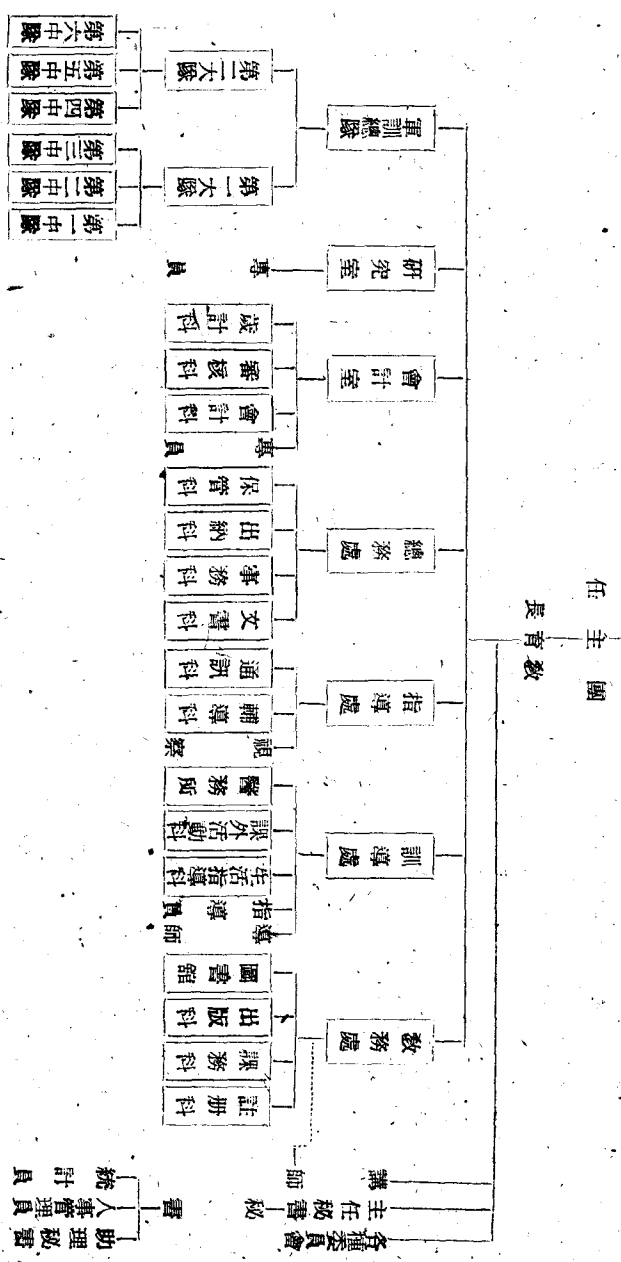 團主任
教育長
各種委員會
主任秘書
秘書
助理秘書
人事管理員
統計員
講師
教務處
註册科
課務科
出版科
圖書館
訓導處
導師
指導員
生活指導科
課外活動科
醫務所
指導處
視察
輔導科
通訊科
總務處
文書科
事務科
出納科
保管科
會計室
專員
會計科
審核科
歲計科
研究室
專員
軍訓總隊
第一大隊
第一中隊
第二中隊
第三中隊
第二大隊
第四中隊
第五中隊
第六中隊